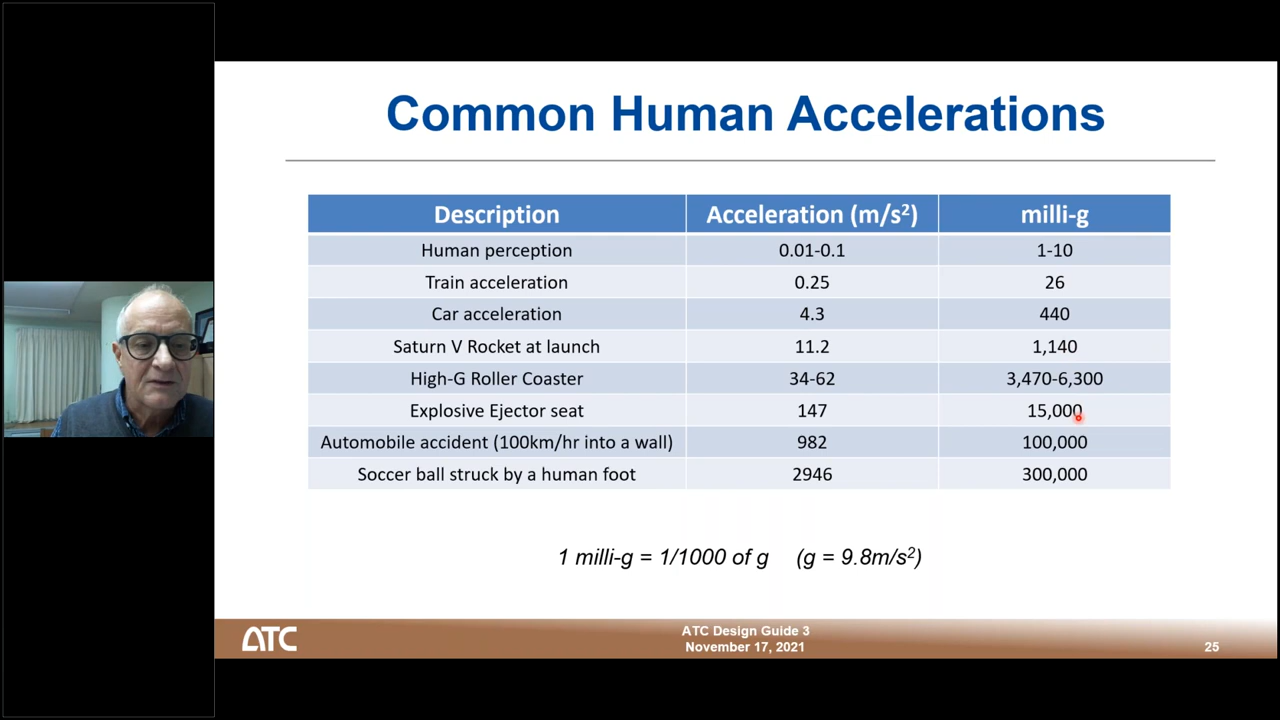 Common Human Accelerations
Description Acceleration (m/s²) milli-g
Human perception 0.01-0.1 1-10
Train acceleration 0.25 26
Car acceleration 4.3 440
Saturn V Rocket at launch 11.2 1,140
High-G Roller Coaster 34-62 3,470-6,300
Explosive Ejector seat 147 15,000
Automobile accident (100km/hr into a wall) 982 100,000
Soccer ball struck by a human foot 2946 300,000
1 milli-g = 1/1000 of g (g = 9.8m/s²)
ATC
ATC Design Guide 3
November 17, 2021
25